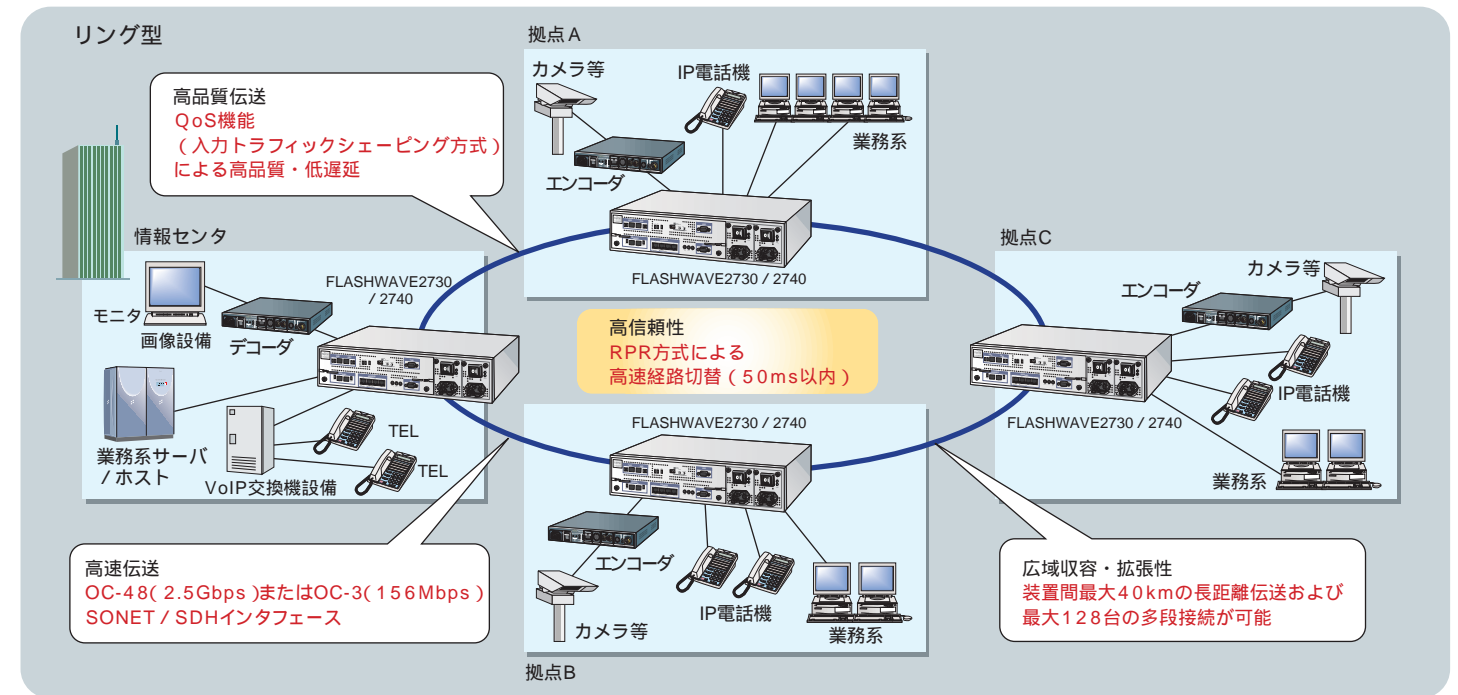 リング型
高品質伝送
QoS機能
(入力トラフィックシェーピング方式)
による高品質・低遅延
拠点A
カメラ等
IP電話機
業務系
エンコーダ
FLASHWAVE2730 / 2740
情報センタ
モニタ
画像設備
デコーダ
FLASHWAVE2730
/ 2740
業務系サーバ
/ ホスト
VoIP交換機設備
TEL
TEL
高信頼性
RPR方式による
高速経路切替(50ms以内)
拠点C
カメラ等
エンコーダ
IP電話機
FLASHWAVE2730 / 2740
業務系
FLASHWAVE2730 / 2740
エンコーダ
カメラ等
IP電話機
業務系
拠点B
高速伝送
OC-48(2.5Gbps)またはOC-3(156Mbps)
SONET / SDHインタフェース
広域収容・拡張性
装置間最大40kmの長距離伝送および
最大128台の多段接続が可能